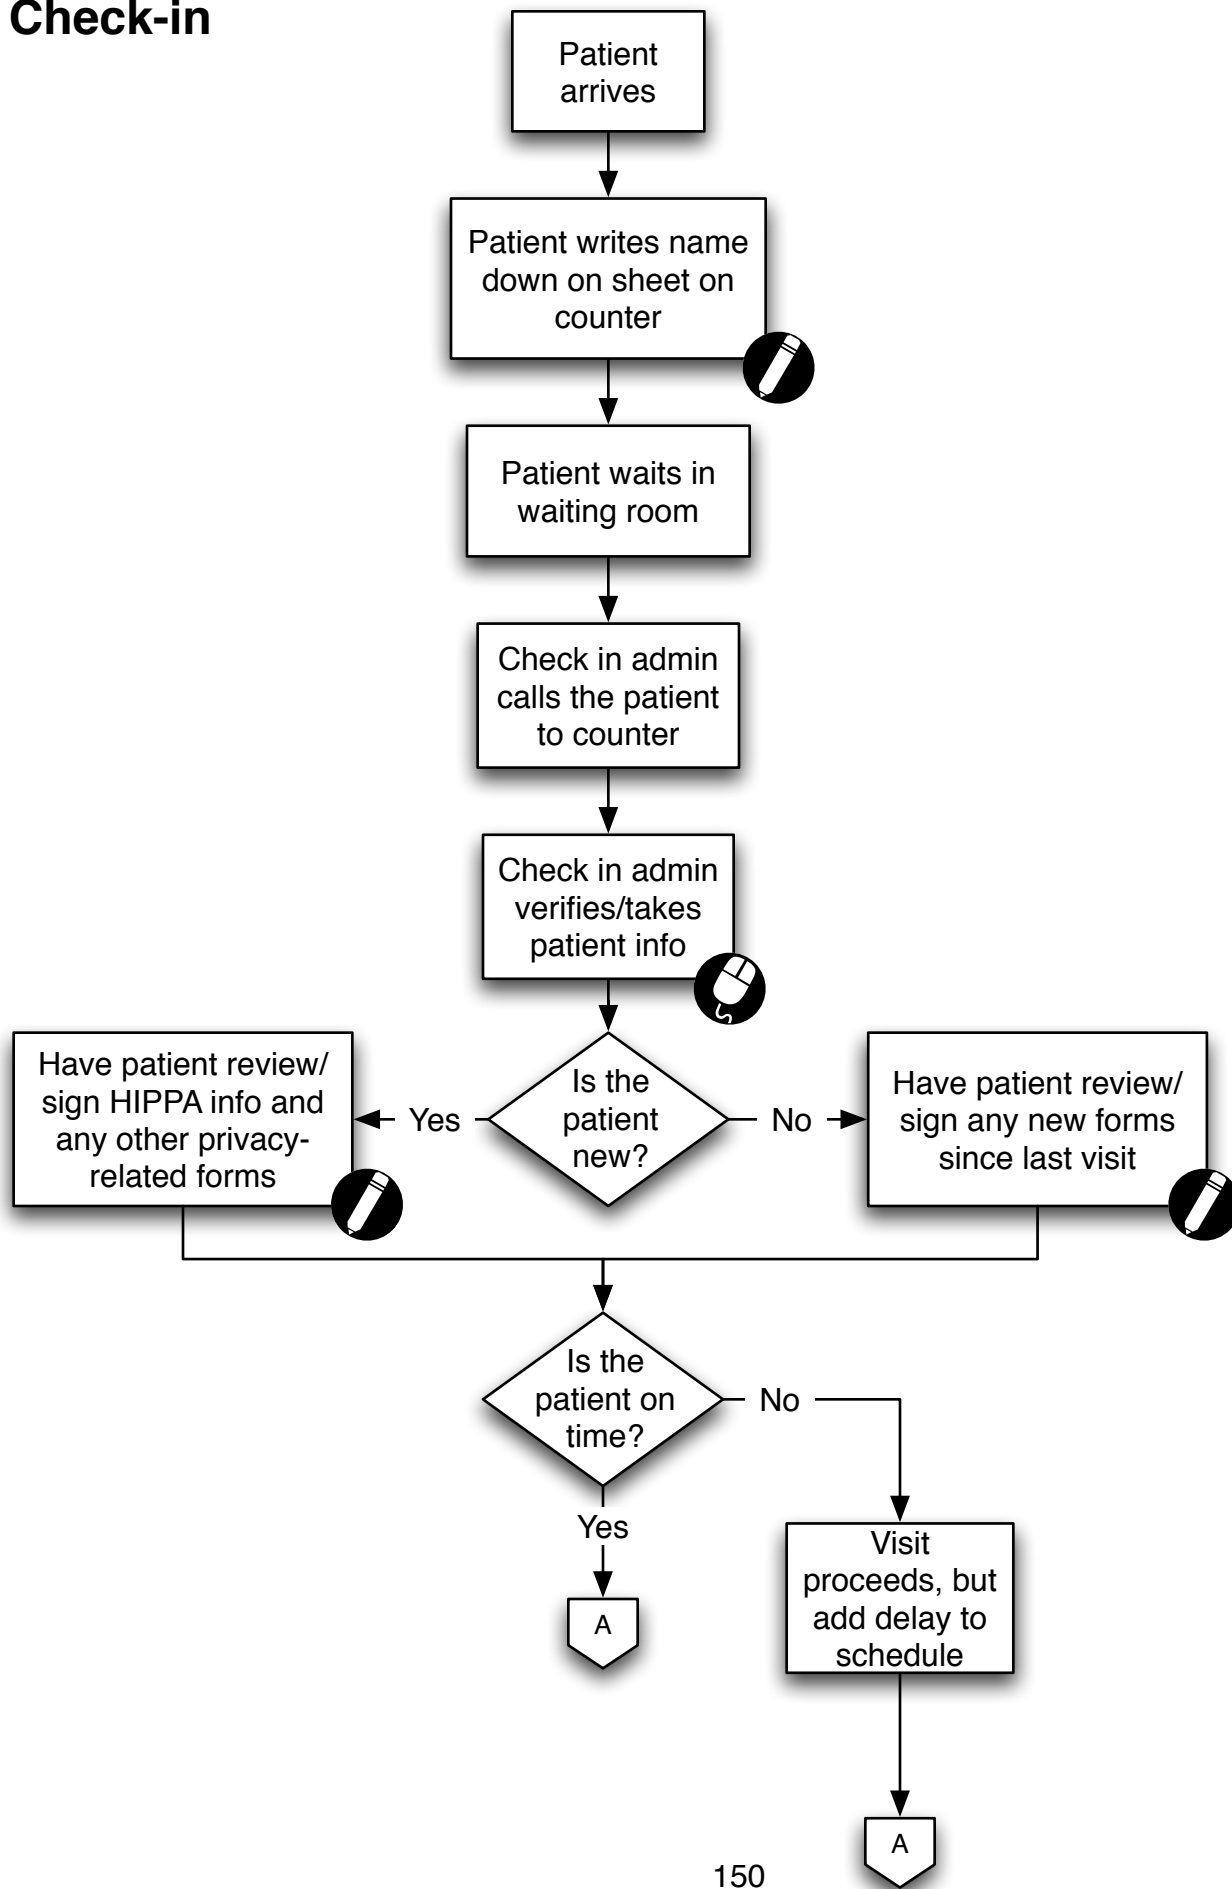 Check-in
Patient
arrives
Patient writes name
down on sheet on
counter
Patient waits in
waiting room
Check in admin
calls the patient
to counter
Check in admin
verifies/takes
patient info
Is the
patient
new?
Yes
Have patient review/
sign HIPPA info and
any other privacy-
related forms
No
Have patient review/
sign any new forms
since last visit
Is the
patient on
time?
No
Yes
A
Visit
proceeds, but
add delay to
schedule
A
150